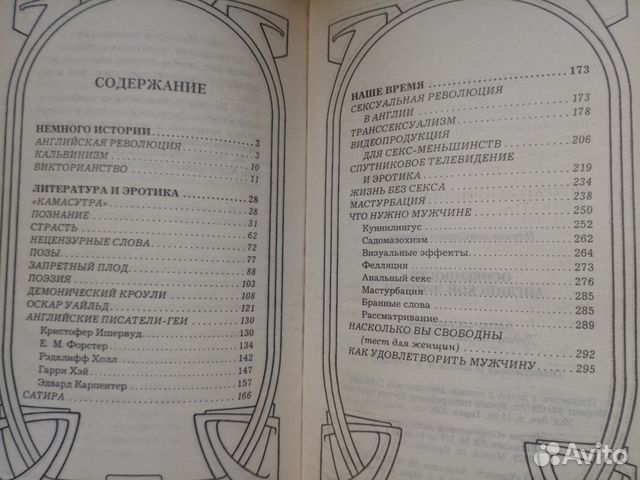 СОДЕРЖАНИЕ
НЕМНОГО ИСТОРИИ 3
АНГЛИЙСКАЯ РЕВОЛЮЦИЯ 3
КАЛЬВИНИЗМ 10
ВИКТОРИАНСТВО 11
ЛИТЕРАТУРА И ЭРОТИКА 28
«КАМАСУТРА» 28
ПОЗНАНИЕ 31
СТРАСТЬ 62
НЕЦЕНЗУРНЫЕ СЛОВА 72
ПОЗЫ 77
ЗАПРЕТНЫЙ ПЛОД 88
ПОЭЗИЯ 103
ДЕМОНИЧЕСКИЙ КРОУЛИ 108
ОСКАР УАЙЛЬД 121
АНГЛИЙСКИЕ ПИСАТЕЛИ-ГЕИ 130
Кристофер Ишервуд 130
Е. М. Форстер 134
Рэдклифф Холл 142
Гарри Хэй 147
Эдвард Карпентер 157
САТИРА 166
НАШЕ ВРЕМЯ 173
СЕКСУАЛЬНАЯ РЕВОЛЮЦИЯ
В АНГЛИИ 173
ТРАНССЕКСУАЛИЗМ 178
ВИДЕОПРОДУКЦИЯ
ДЛЯ СЕКС-МЕНЬШИНСТВ 206
СПУТНИКОВОЕ ТЕЛЕВИДЕНИЕ
И ЭРОТИКА 219
ЖИЗНЬ БЕЗ СЕКСА 234
МАСТУРБАЦИЯ 238
ЧТО НУЖНО МУЖЧИНЕ 250
Куннилингус 252
Садомазохизм 262
Визуальные эффекты 264
Фелляция 273
Анальный секс 276
Мастурбация 285
Бранные слова 285
Рассматривание 289
НАСКОЛЬКО ВЫ СВОБОДНЫ
(тест для женщин) 292
КАК УДОВЛЕТВОРИТЬ МУЖЧИНУ 295
Avito